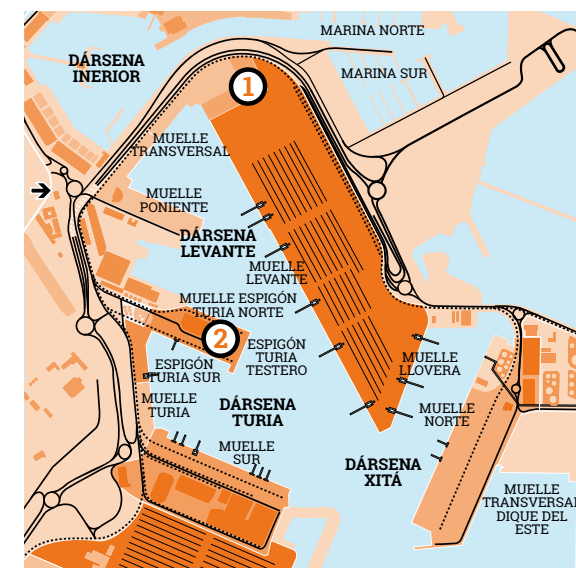 MARINA NORTE
DÁRSENA
INERIOR
MARINA SUR
1
MUELLE
TRANSVERSAL
MUELLE
PONIENTE
DÁRSENA
LEVANTE
MUELLE
LEVANTE
MUELLE ESPIGÓN
TURIA NORTE
2
ESPIGÓN
TURIA
TESTERO
ESPIGÓN
TURIA SUR
MUELLE
LLOVERA
MUELLE
TURIA
DÁRSENA
TURIA
MUELLE
NORTE
MUELLE
SUR
DÁRSENA
XITÁ
MUELLE
TRANSVERSAL
DIQUE DEL
ESTE